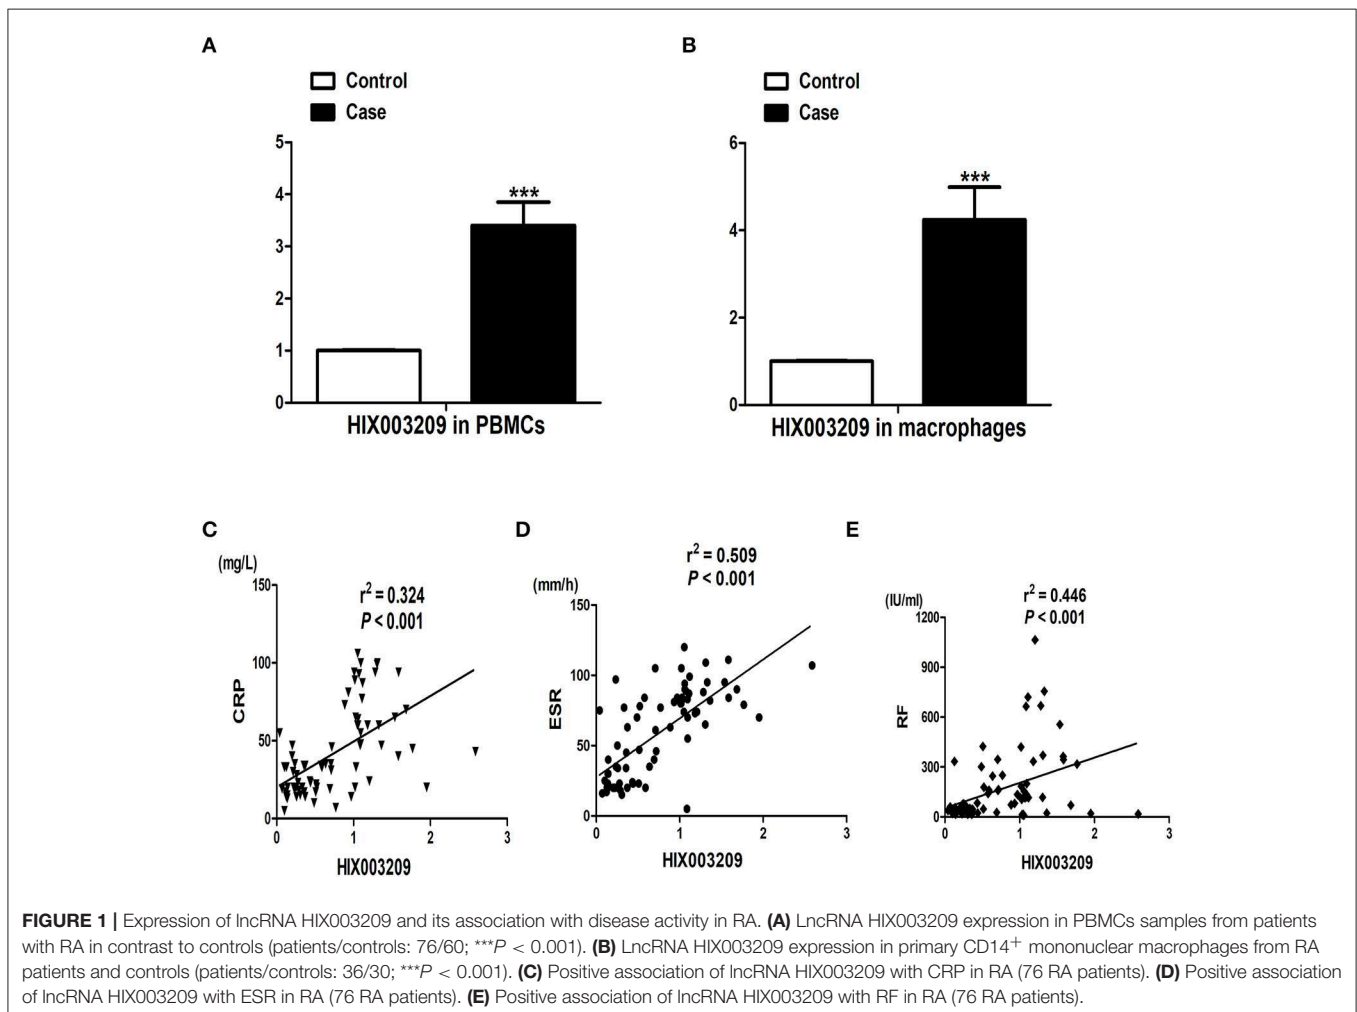 A
Control
Case
5
4
3
2
1
0
***
HIX003209 in PBMCs
B
Control
Case
6
4
2
0
***
HIX003209 in macrophages
C
(mg/L)
r² = 0.324
P < 0.001
150
100
50
0
CRP
0 1 2 3
HIX003209
D
(mm/h)
r² = 0.509
P < 0.001
150
100
50
0
ESR
0 1 2 3
HIX003209
E
(IU/ml)
r² = 0.446
P < 0.001
1200
900
600
300
0
RF
0 1 2 3
HIX003209
FIGURE 1 | Expression of lncRNA HIX003209 and its association with disease activity in RA. (A) LncRNA HIX003209 expression in PBMCs samples from patients
with RA in contrast to controls (patients/controls: 76/60; ***P < 0.001). (B) LncRNA HIX003209 expression in primary CD14⁺ mononuclear macrophages from RA
patients and controls (patients/controls: 36/30; ***P < 0.001). (C) Positive association of lncRNA HIX003209 with CRP in RA (76 RA patients). (D) Positive association
of lncRNA HIX003209 with ESR in RA (76 RA patients). (E) Positive association of lncRNA HIX003209 with RF in RA (76 RA patients).